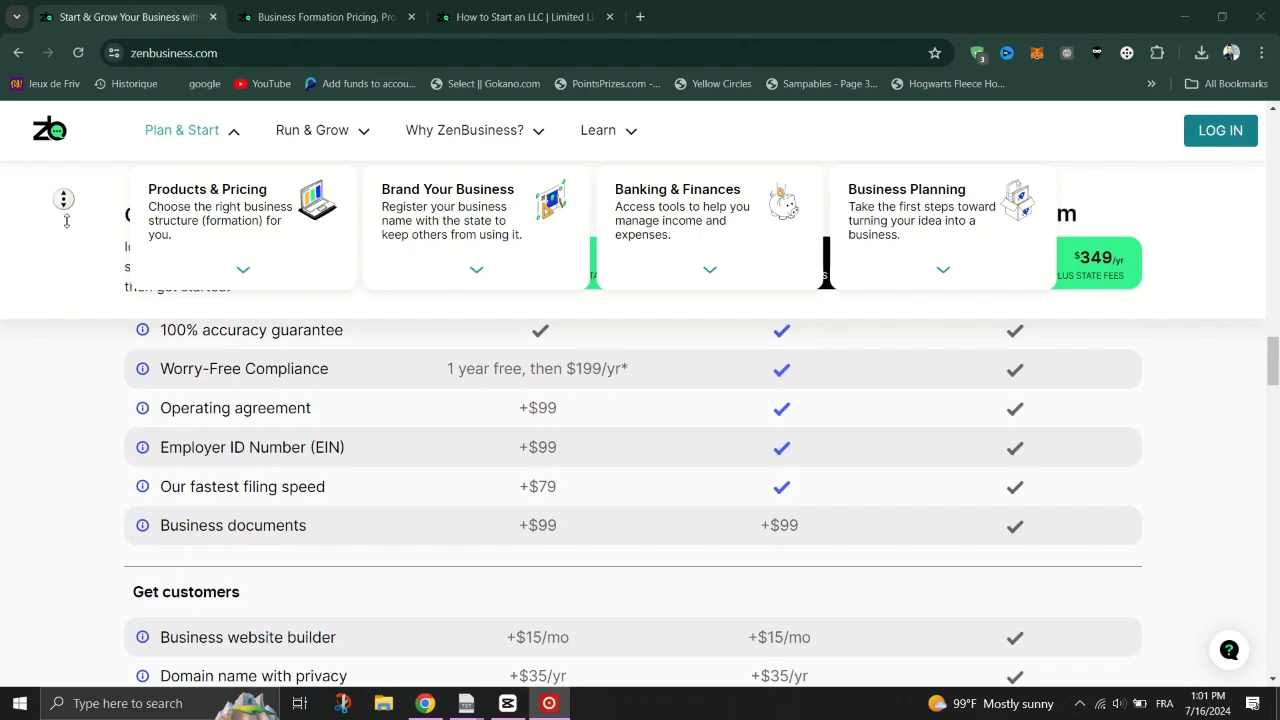 Start & Grow Your Business with
Business Formation Pricing, Pro
How to Start an LLC | Limited Li
zenbusiness.com
3
Jeux de Friv
Historique
google
YouTube
Add funds to accou...
Select || Gokano.com
PointsPrizes.com -...
Yellow Circles
Sampables - Page 3...
Hogwarts Fleece Ho...
All Bookmarks
Plan & Start
Run & Grow
Why ZenBusiness?
Learn
LOG IN
Products & Pricing
Choose the right business
structure (formation) for
you.
Brand Your Business
Register your business
name with the state to
keep others from using it.
Banking & Finances
Access tools to help you
manage income and
expenses.
Business Planning
Take the first steps toward
turning your idea into a
business.
$349/yr
PLUS STATE FEES
then get started.
100% accuracy guarantee
Worry-Free Compliance 1 year free, then $199/yr*
Operating agreement +$99
Employer ID Number (EIN) +$99
Our fastest filing speed +$79
Business documents +$99 +$99
Get customers
Business website builder +$15/mo +$15/mo
Domain name with privacy +$35/yr +$35/yr
Type here to search
99°F Mostly sunny
FRA
1:01 PM
7/16/2024